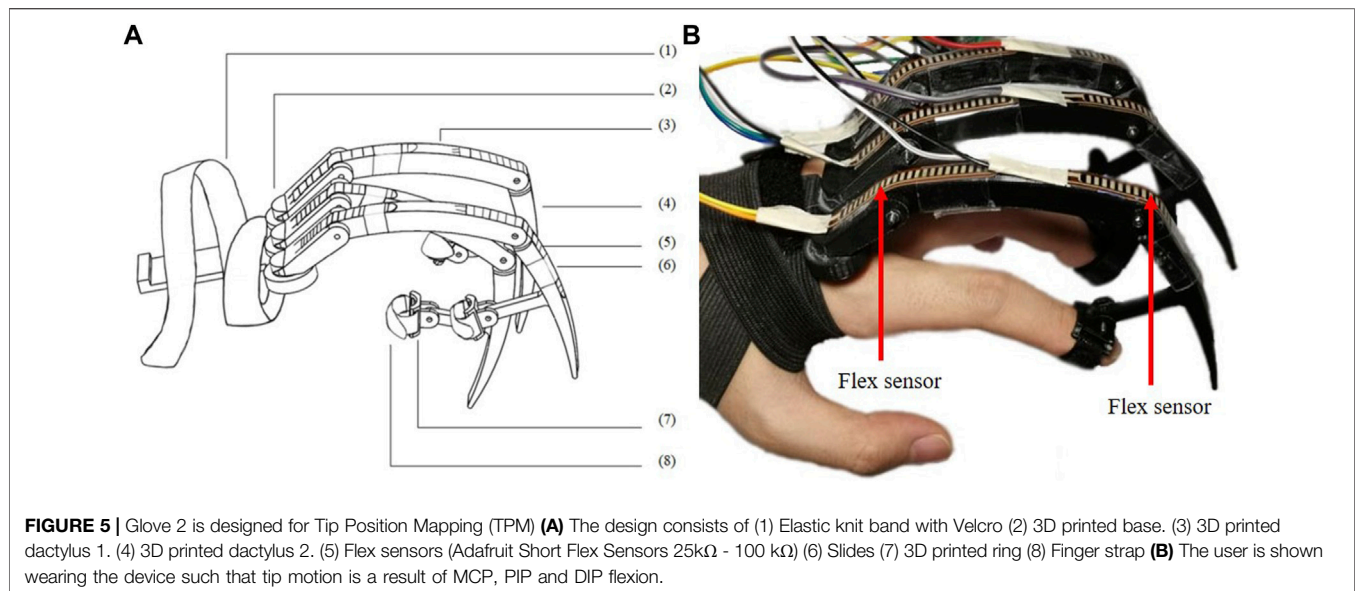 A
B
(1)
(2)
(3)
(4)
(5)
(6)
(7)
(8)
Flex sensor
Flex sensor
FIGURE 5 | Glove 2 is designed for Tip Position Mapping (TPM) (A) The design consists of (1) Elastic knit band with Velcro (2) 3D printed base. (3) 3D printed
dactylus 1. (4) 3D printed dactylus 2. (5) Flex sensors (Adafruit Short Flex Sensors 25kΩ - 100 kΩ) (6) Slides (7) 3D printed ring (8) Finger strap (B) The user is shown
wearing the device such that tip motion is a result of MCP, PIP and DIP flexion.